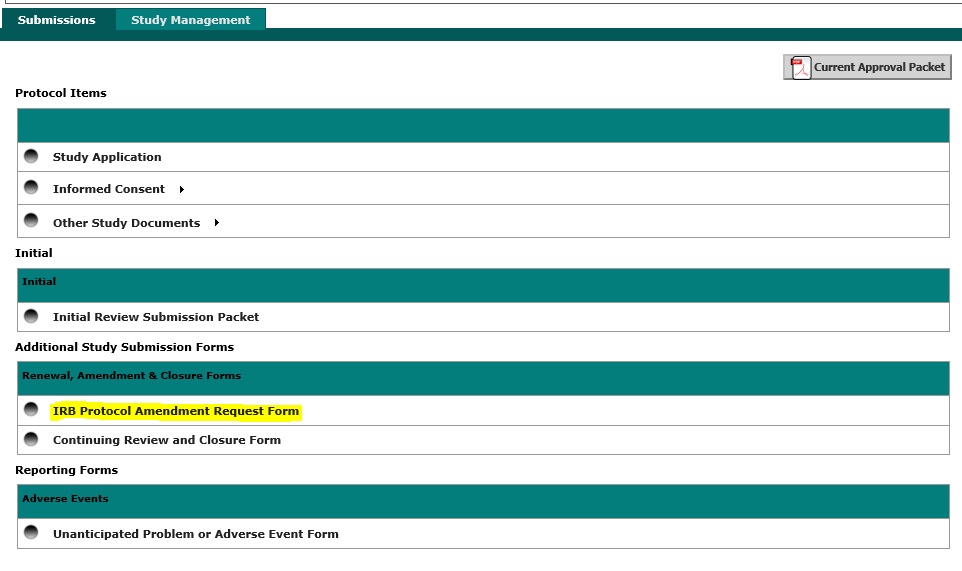 Submissions
Study Management
Current Approval Packet
Protocol Items
Study Application
Informed Consent
Other Study Documents
Initial
Initial
Initial Review Submission Packet
Additional Study Submission Forms
Renewal, Amendment & Closure Forms
IRB Protocol Amendment Request Form
Continuing Review and Closure Form
Reporting Forms
Adverse Events
Unanticipated Problem or Adverse Event Form